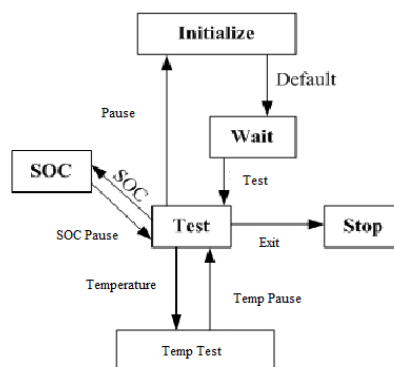 Initialize
Default
Pause
Wait
SOC
SOC
Test
Test
Stop
SOC Pause
Exit
Temperature
Temp Pause
Temp Test